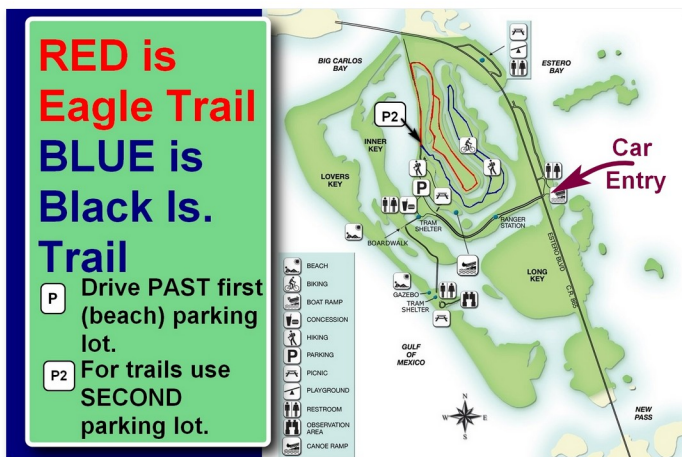 RED is
Eagle Trail
BLUE is
Black Is.
Trail
P
Drive PAST first
(beach) parking
lot.
P2
For trails use
SECOND
parking lot.
BIG CARLOS
BAY
ESTERO
BAY
P2
INNER
KEY
LOVERS
KEY
Car
Entry
P
TRAM
SHELTER
RANGER
STATION
BOARDWALK
ESTERO BLVD
C.R. 865
LONG
KEY
GAZEBO
TRAM
SHELTER
GULF
OF
MEXICO
NEW
PASS
BEACH
BIKING
BOAT RAMP
CONCESSION
HIKING
P
PARKING
PICNIC
PLAYGROUND
RESTROOM
OBSERVATION
AREA
CANOE RAMP
N
W
E
S